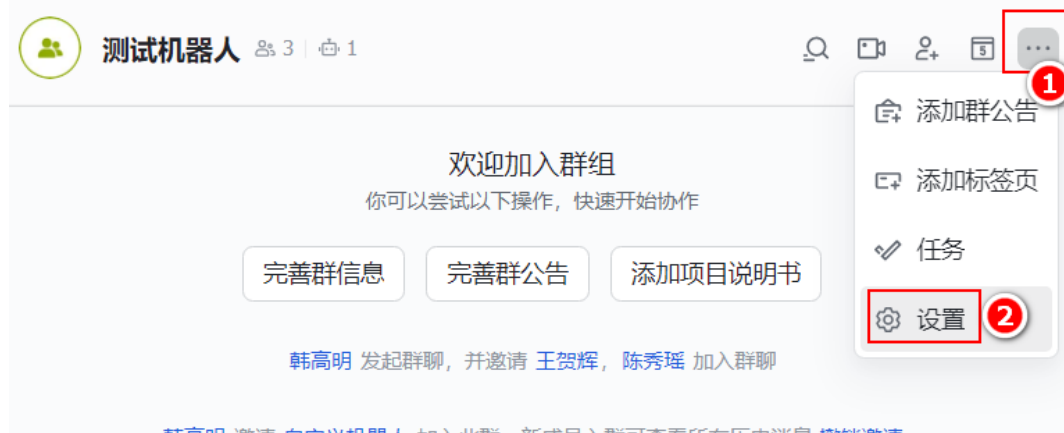 测试机器人 3 1
5
1
添加群公告
添加标签页
任务
设置 2
欢迎加入群组
你可以尝试以下操作，快速开始协作
完善群信息 完善群公告 添加项目说明书
韩高明 发起群聊，并邀请 王贺辉，陈秀瑶 加入群聊